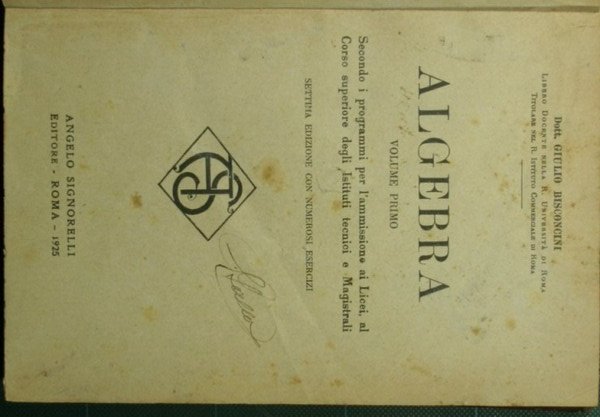 Dott. GIULIO BISCONCINI
LIBERO DOCENTE NELLA R. UNIVERSITÀ DI ROMA
TITOLARE NEL R. ISTITUTO COMMERCIALE DI ROMA
ALGEBRA
VOLUME PRIMO
Secondo i programmi per l'ammissione ai Licei, al
Corso superiore degli Istituti tecnici e Magistrali
SETTIMA EDIZIONE CON NUMEROSI ESERCIZI
ANGELO SIGNORELLI
EDITORE - ROMA - 1925